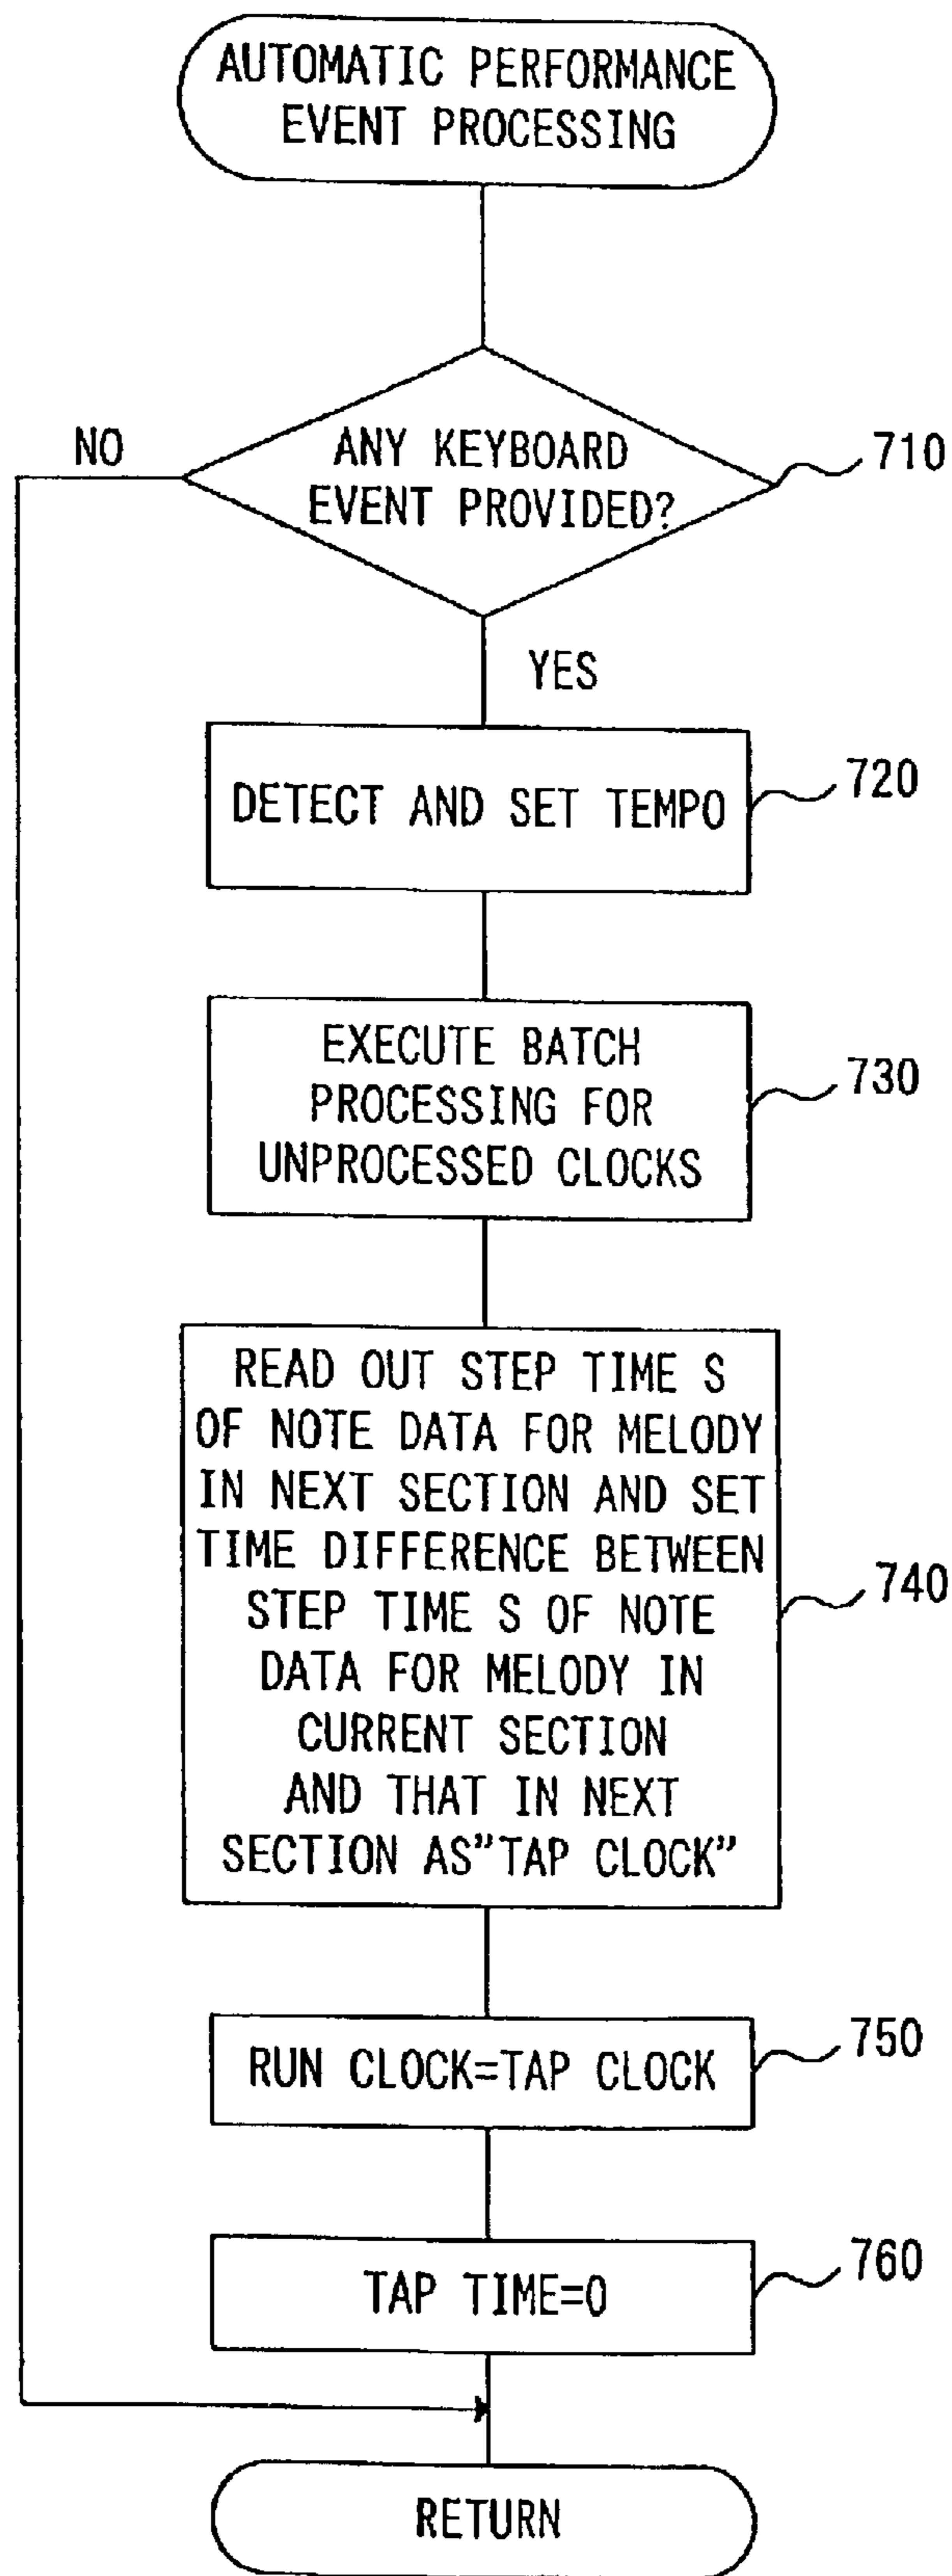 AUTOMATIC PERFORMANCE
EVENT PROCESSING
NO
ANY KEYBOARD
EVENT PROVIDED?
710
YES
DETECT AND SET TEMPO
720
EXECUTE BATCH
PROCESSING FOR
UNPROCESSED CLOCKS
730
READ OUT STEP TIME S
OF NOTE DATA FOR MELODY
IN NEXT SECTION AND SET
TIME DIFFERENCE BETWEEN
STEP TIME S OF NOTE
DATA FOR MELODY IN
CURRENT SECTION
AND THAT IN NEXT
SECTION AS"TAP CLOCK"
740
RUN CLOCK=TAP CLOCK
750
TAP TIME=0
760
RETURN